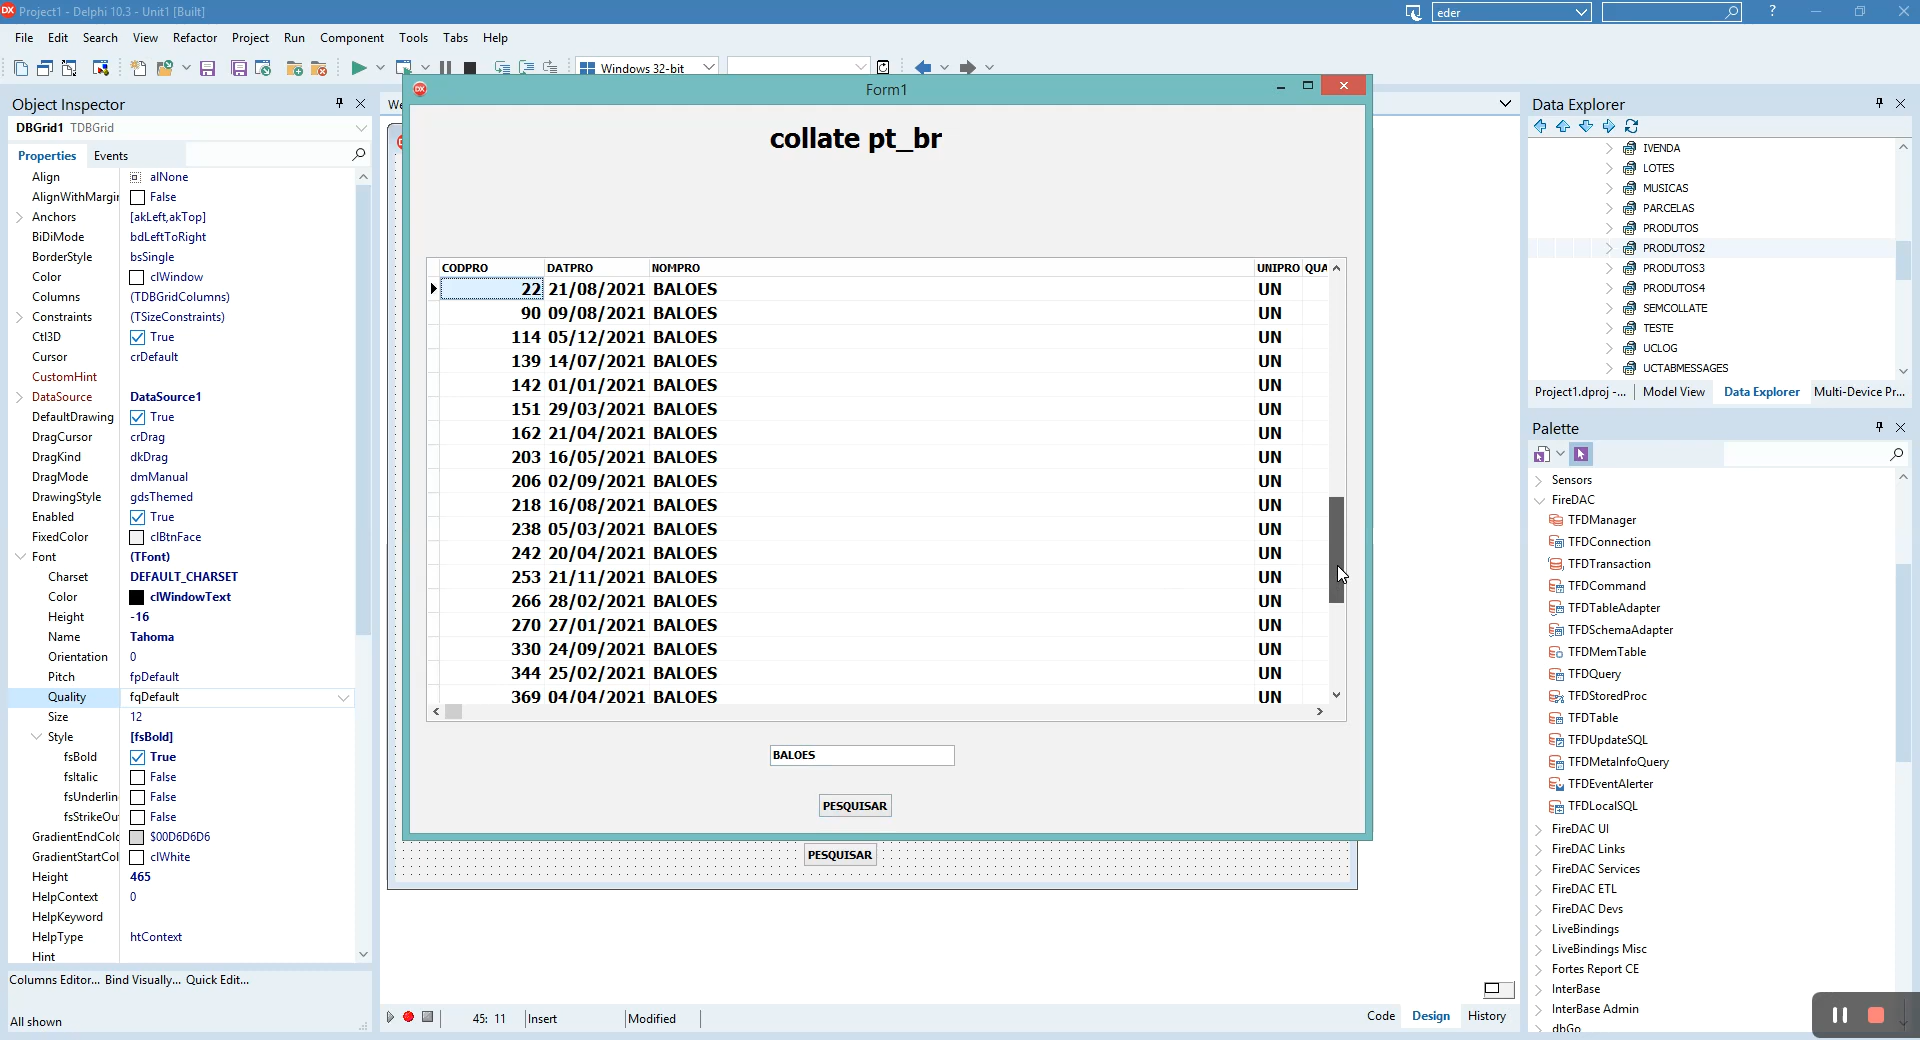 Project1 - Delphi 10.3 - Unit1 [Built]
eder
?
File Edit Search View Refactor Project Run Component Tools Tabs Help
Windows 32-bit
Object Inspector
DBGrid1 TDBGrid
Properties Events
Align alNone
AlignWithMargin False
Anchors [akLeft,akTop]
BiDiMode bdLeftToRight
BorderStyle bsSingle
Color clWindow
Columns (TDBGridColumns)
Constraints (TSizeConstraints)
Ctl3D True
Cursor crDefault
CustomHint
DataSource DataSource1
DefaultDrawing True
DragCursor crDrag
DragKind dkDrag
DragMode dmManual
DrawingStyle gdsThemed
Enabled True
FixedColor clBtnFace
Font (TFont)
Charset DEFAULT_CHARSET
Color clWindowText
Height -16
Name Tahoma
Orientation 0
Pitch fpDefault
Quality fqDefault
Size 12
Style [fsBold]
fsBold True
fsItalic False
fsUnderlin False
fsStrikeOu False
GradientEndColo $00D6D6D6
GradientStartCol clWhite
Height 465
HelpContext 0
HelpKeyword
HelpType htContext
Hint
Columns Editor... Bind Visually... Quick Edit...
All shown
We
Form1
collate pt_br
CODPRO DATPRO NOMPRO UNIPRO QUA
22 21/08/2021 BALOES UN
90 09/08/2021 BALOES UN
114 05/12/2021 BALOES UN
139 14/07/2021 BALOES UN
142 01/01/2021 BALOES UN
151 29/03/2021 BALOES UN
162 21/04/2021 BALOES UN
203 16/05/2021 BALOES UN
206 02/09/2021 BALOES UN
218 16/08/2021 BALOES UN
238 05/03/2021 BALOES UN
242 20/04/2021 BALOES UN
253 21/11/2021 BALOES UN
266 28/02/2021 BALOES UN
270 27/01/2021 BALOES UN
330 24/09/2021 BALOES UN
344 25/02/2021 BALOES UN
369 04/04/2021 BALOES UN
BALOES
PESQUISAR
PESQUISAR
45: 11 Insert Modified
Code Design History
Data Explorer
IVENDA
LOTES
MUSICAS
PARCELAS
PRODUTOS
PRODUTOS2
PRODUTOS3
PRODUTOS4
SEMCOLLATE
TESTE
UCLOG
UCTABMESSAGES
Project1.dproj -... Model View Data Explorer Multi-Device Pr...
Palette
Sensors
FireDAC
TFDManager
TFDConnection
TFDTransaction
TFDCommand
TFDTableAdapter
TFDSchemaAdapter
TFDMemTable
TFDQuery
TFDStoredProc
TFDTable
TFDUpdateSQL
TFDMetaInfoQuery
TFDEventAlerter
TFDLocalSQL
FireDAC UI
FireDAC Links
FireDAC Services
FireDAC ETL
FireDAC Devs
LiveBindings
LiveBindings Misc
Fortes Report CE
InterBase
InterBase Admin
dbGo